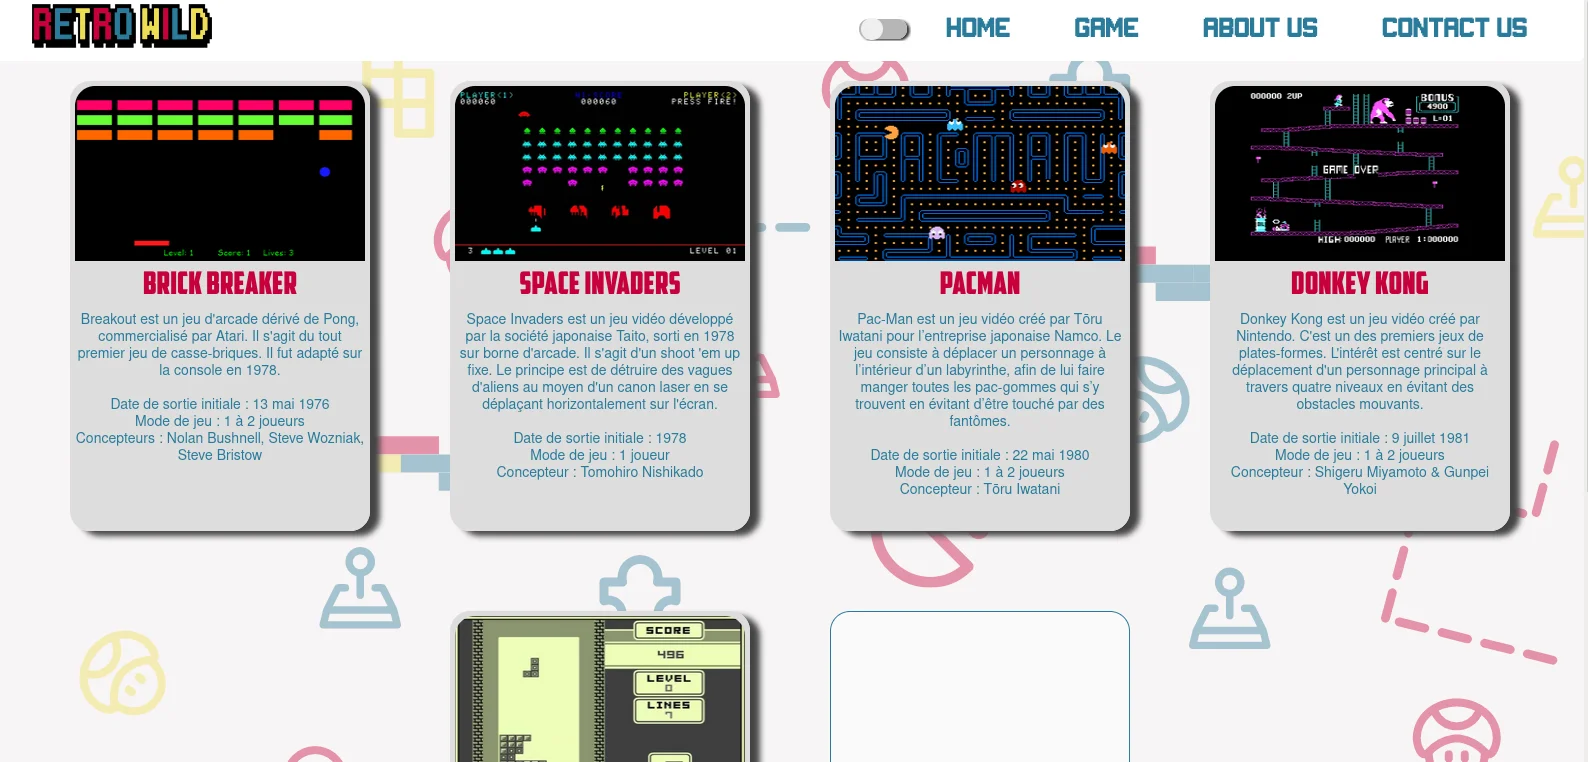 RETRO WILD
HOME
GAME
ABOUT US
CONTACT US
Level: 1 Score: 1 Lives: 3
BRICK BREAKER
Breakout est un jeu d'arcade dérivé de Pong,
commercialisé par Atari. Il s'agit du tout
premier jeu de casse-briques. Il fut adapté sur
la console en 1978.
Date de sortie initiale : 13 mai 1976
Mode de jeu : 1 à 2 joueurs
Concepteurs : Nolan Bushnell, Steve Wozniak,
Steve Bristow
PLAYER<1> HI-SCORE PLAYER<2>
000060 000060 PRESS FIRE!
3 LEVEL 01
SPACE INVADERS
Space Invaders est un jeu vidéo développé
par la société japonaise Taito, sorti en 1978
sur borne d'arcade. Il s'agit d'un shoot 'em up
fixe. Le principe est de détruire des vagues
d'aliens au moyen d'un canon laser en se
déplaçant horizontalement sur l'écran.
Date de sortie initiale : 1978
Mode de jeu : 1 joueur
Concepteur : Tomohiro Nishikado
PACMAN
PACMAN
Pac-Man est un jeu vidéo créé par Tōru
Iwatani pour l’entreprise japonaise Namco. Le
jeu consiste à déplacer un personnage à
l’intérieur d’un labyrinthe, afin de lui faire
manger toutes les pac-gommes qui s’y
trouvent en évitant d’être touché par des
fantômes.
Date de sortie initiale : 22 mai 1980
Mode de jeu : 1 à 2 joueurs
Concepteur : Tōru Iwatani
000000 2UP BONUS
4900
L=01
GAME OVER
HIGH 000000 PLAYER 1:000000
DONKEY KONG
Donkey Kong est un jeu vidéo créé par
Nintendo. C'est un des premiers jeux de
plates-formes. L'intérêt est centré sur le
déplacement d'un personnage principal à
travers quatre niveaux en évitant des
obstacles mouvants.
Date de sortie initiale : 9 juillet 1981
Mode de jeu : 1 à 2 joueurs
Concepteur : Shigeru Miyamoto & Gunpei
Yokoi
SCORE
496
LEVEL
0
LINES
7